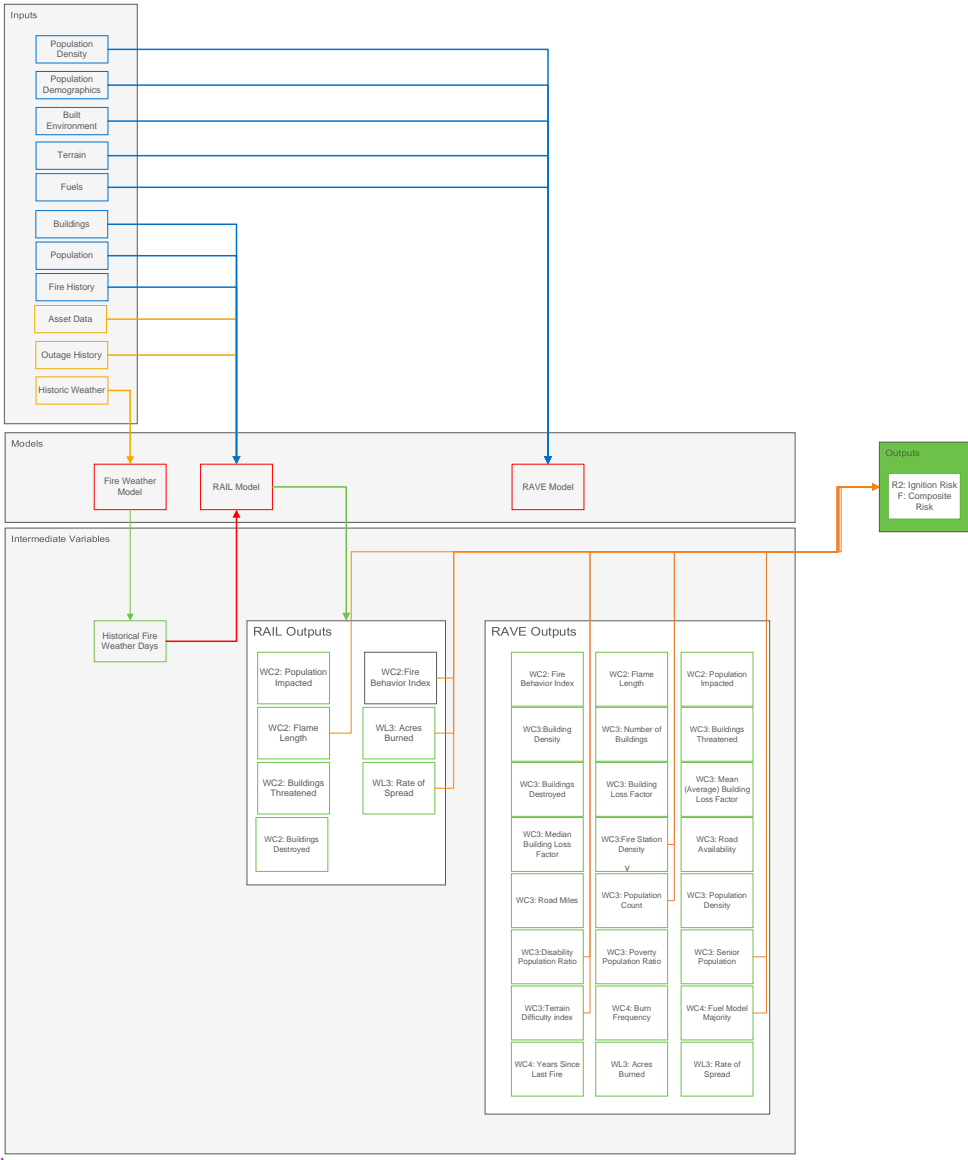 Inputs
Population
Density
Population
Demographics
Built
Environment
Terrain
Fuels
Buildings
Population
Fire History
Asset Data
Outage History
Historic Weather
Models
Fire Weather
Model
RAIL Model
RAVE Model
Outputs
R2: Ignition Risk
F: Composite
Risk
Intermediate Variables
Historical Fire
Weather Days
RAIL Outputs
WC2: Population
Impacted
WC2:Fire
Behavior Index
WC2: Flame
Length
WL3: Acres
Burned
WC2: Buildings
Threatened
WL3: Rate of
Spread
WC2: Buildings
Destroyed
RAVE Outputs
WC2: Fire
Behavior Index
WC2: Flame
Length
WC2: Population
Impacted
WC3:Building
Density
WC3: Number of
Buildings
WC3: Buidings
Threatened
WC3: Buildings
Destroyed
WC3: Building
Loss Factor
WC3: Mean
(Average) Building
Loss Factor
WC3: Median
Building Loss
Factor
WC3:Fire Station
Density
v
WC3: Road
Availability
WC3: Road Miles
WC3: Population
Count
WC3: Population
Density
WC3:Disability
Population Ratio
WC3: Poverty
Population Ratio
WC3: Senior
Population
WC3:Terrain
Difficulty index
WC4: Burn
Frequency
WC4: Fuel Model
Majority
WC4: Years Since
Last Fire
WL3: Acres
Burned
WL3: Rate of
Spread